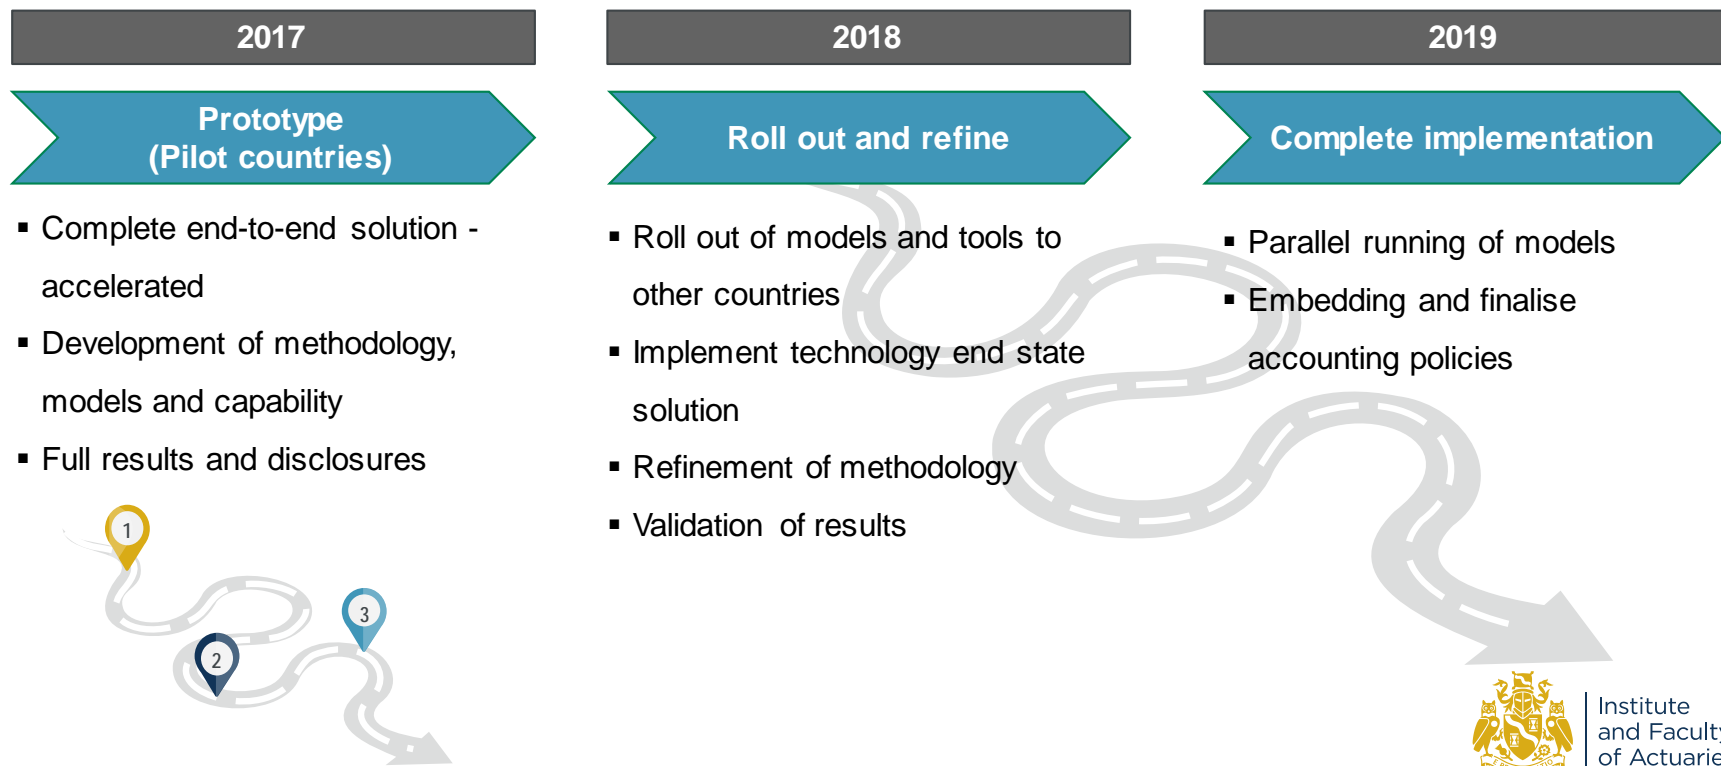 2017
Prototype
(Pilot countries)
▪ Complete end-to-end solution -
accelerated
▪ Development of methodology,
models and capability
▪ Full results and disclosures
1
2
3
2018
Roll out and refine
▪ Roll out of models and tools to
other countries
▪ Implement technology end state
solution
▪ Refinement of methodology
▪ Validation of results
2019
Complete implementation
▪ Parallel running of models
▪ Embedding and finalise
accounting policies
Institute
and Faculty
of Actuarie